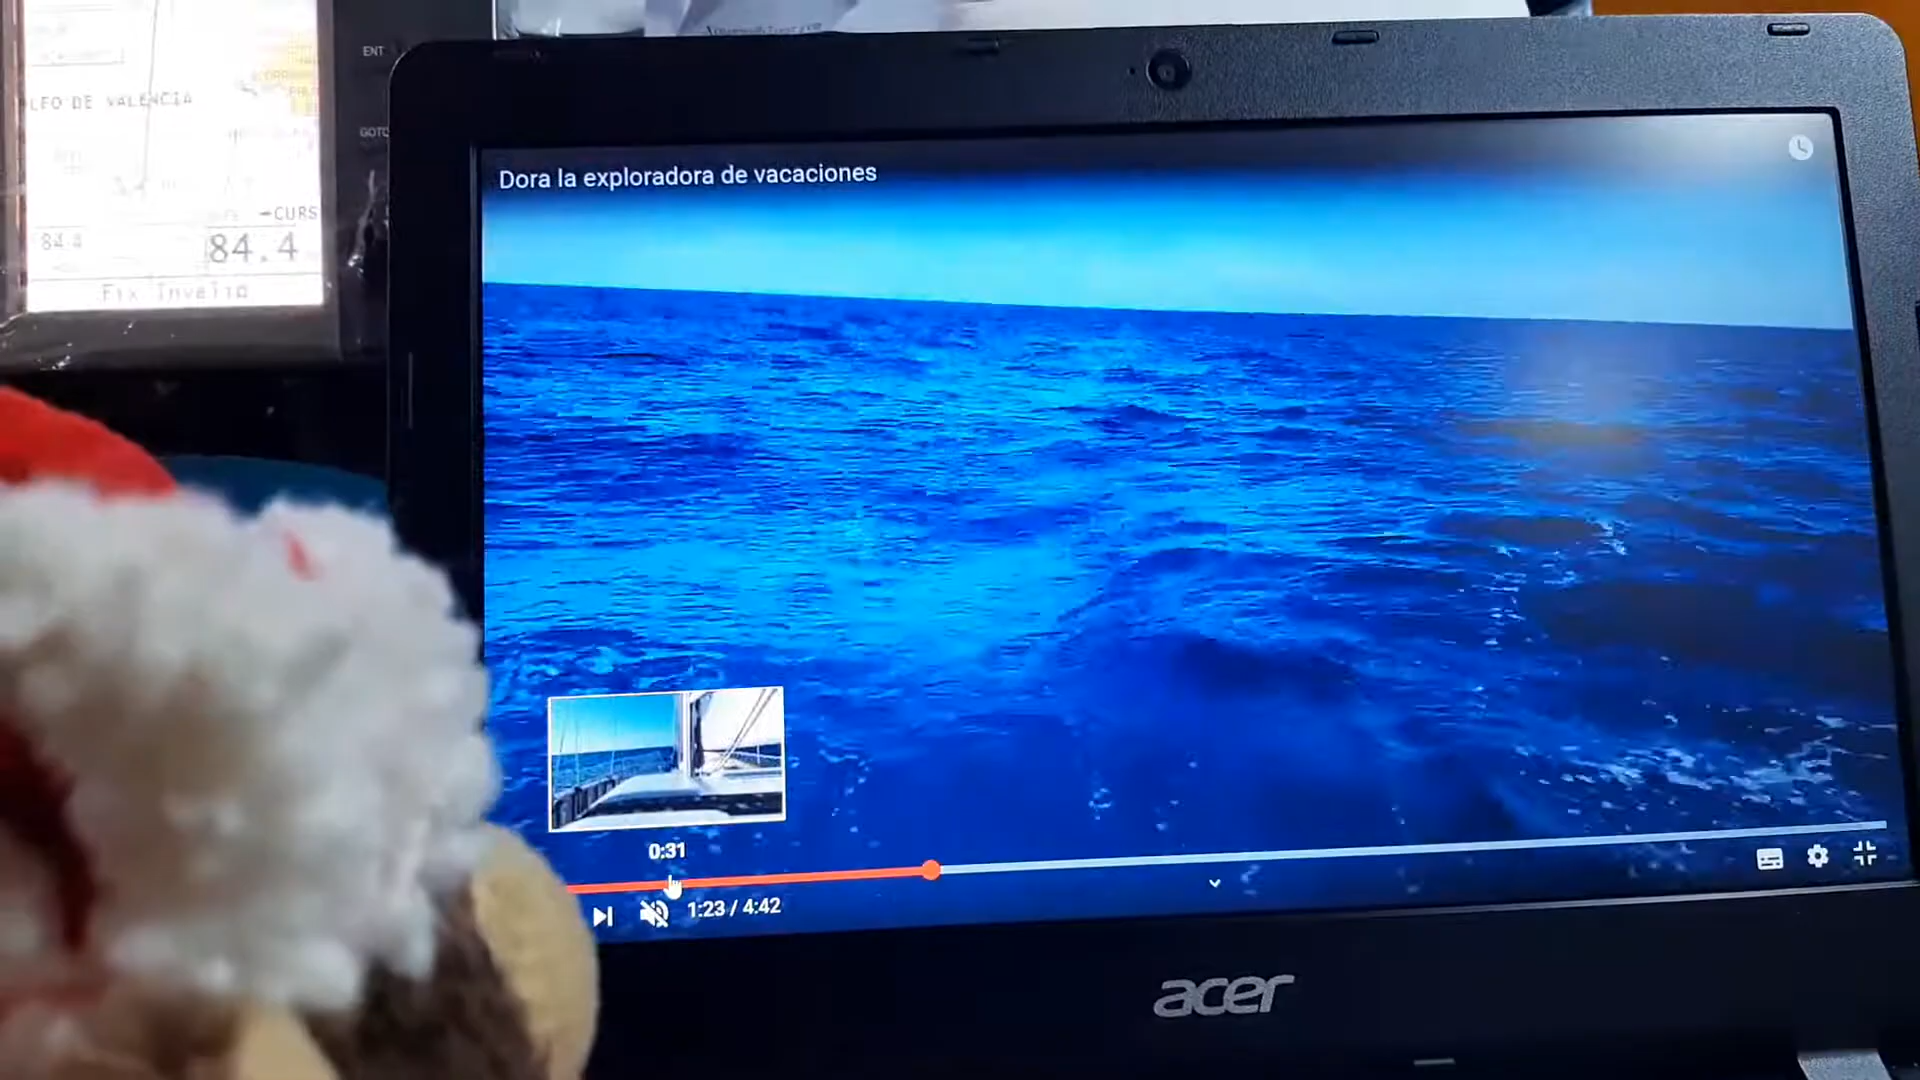 ENT
LFO DE VALENCIA
GOTO
CURS
84.4
84.4
Fix Invalid
Dora la exploradora de vacaciones
0:31
1:23 / 4:42
acer